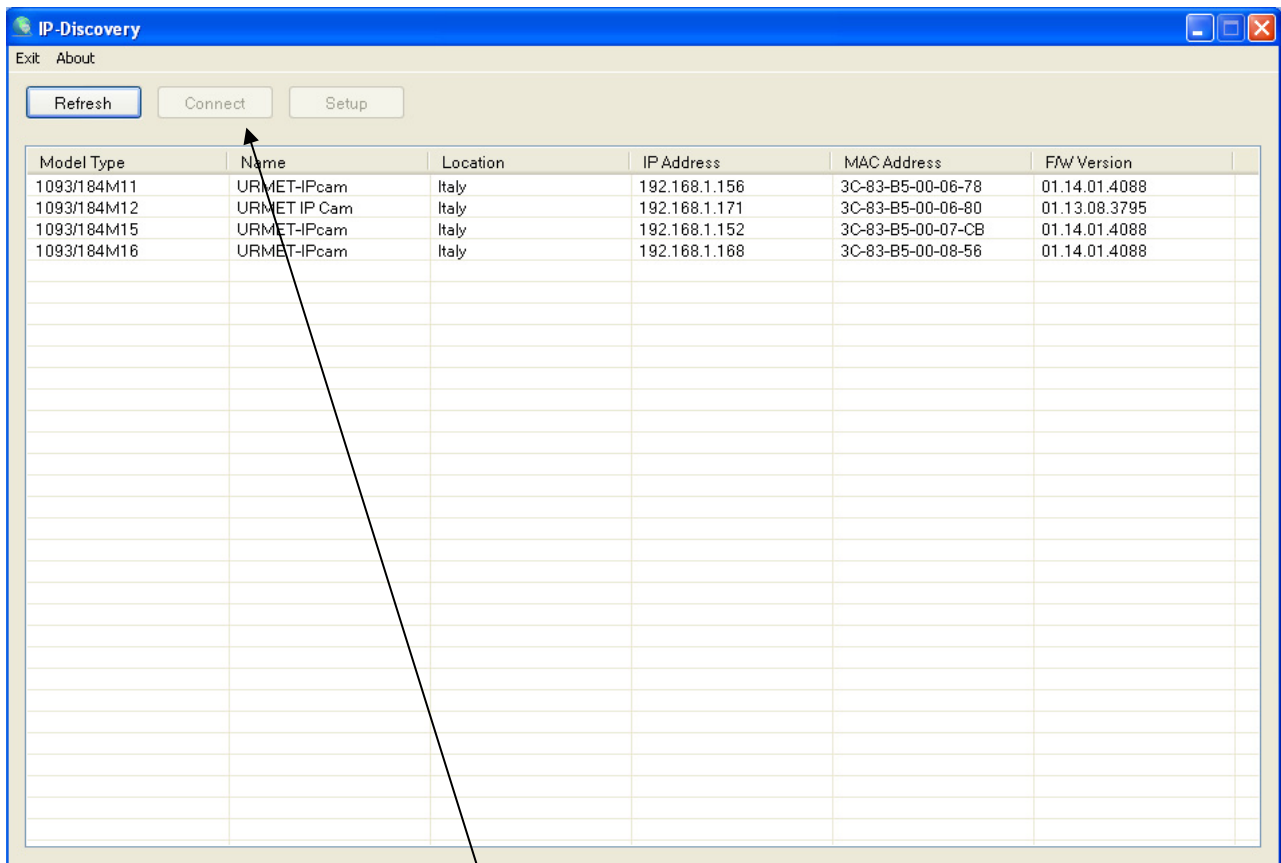 IP-Discovery
Exit About
Refresh Connect Setup
Model Type Name Location IP Address MAC Address F/W Version
1093/184M11 URMET-IPcam Italy 192.168.1.156 3C-83-B5-00-06-78 01.14.01.4088
1093/184M12 URMET IP Cam Italy 192.168.1.171 3C-83-B5-00-06-80 01.13.08.3795
1093/184M15 URMET-IPcam Italy 192.168.1.152 3C-83-B5-00-07-CB 01.14.01.4088
1093/184M16 URMET-IPcam Italy 192.168.1.168 3C-83-B5-00-08-56 01.14.01.4088